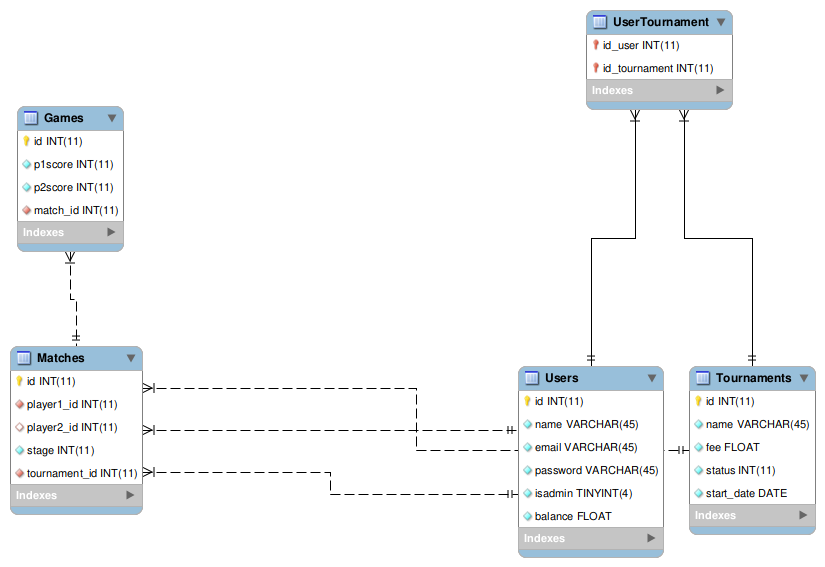 UserTournament
id_user INT(11)
id_tournament INT(11)
Indexes
Games
id INT(11)
p1score INT(11)
p2score INT(11)
match_id INT(11)
Indexes
Matches
id INT(11)
player1_id INT(11)
player2_id INT(11)
stage INT(11)
tournament_id INT(11)
Indexes
Users
id INT(11)
name VARCHAR(45)
email VARCHAR(45)
password VARCHAR(45)
isadmin TINYINT(4)
balance FLOAT
Indexes
Tournaments
id INT(11)
name VARCHAR(45)
fee FLOAT
status INT(11)
start_date DATE
Indexes